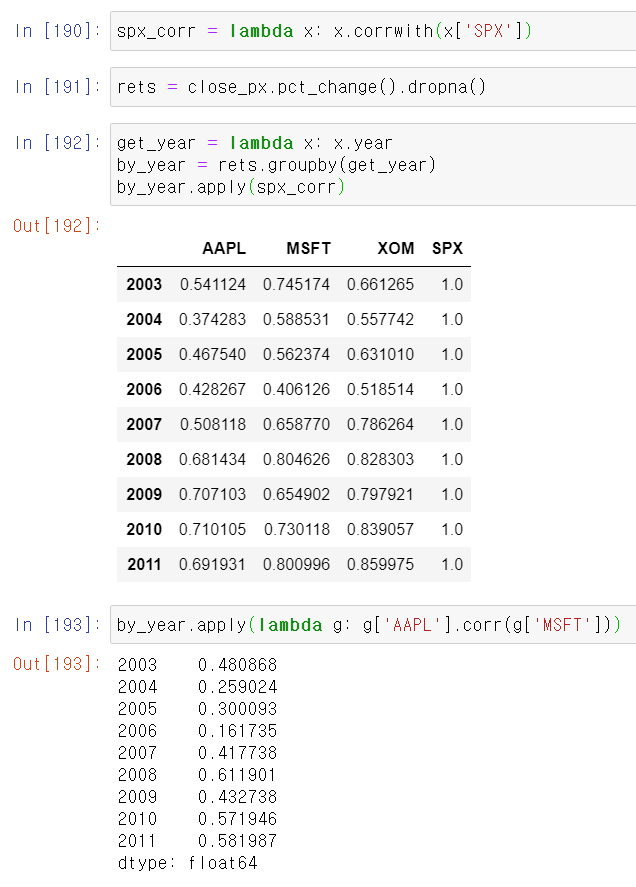 In [190]: spx_corr = lambda x: x.corrwith(x['SPX'])
In [191]: rets = close_px.pct_change().dropna()
In [192]: get_year = lambda x: x.year
by_year = rets.groupby(get_year)
by_year.apply(spx_corr)
Out[192]:
AAPL MSFT XOM SPX
2003 0.541124 0.745174 0.661265 1.0
2004 0.374283 0.588531 0.557742 1.0
2005 0.467540 0.562374 0.631010 1.0
2006 0.428267 0.406126 0.518514 1.0
2007 0.508118 0.658770 0.786264 1.0
2008 0.681434 0.804626 0.828303 1.0
2009 0.707103 0.654902 0.797921 1.0
2010 0.710105 0.730118 0.839057 1.0
2011 0.691931 0.800996 0.859975 1.0
In [193]: by_year.apply(lambda g: g['AAPL'].corr(g['MSFT']))
Out[193]: 2003 0.480868
2004 0.259024
2005 0.300093
2006 0.161735
2007 0.417738
2008 0.611901
2009 0.432738
2010 0.571946
2011 0.581987
dtype: float64